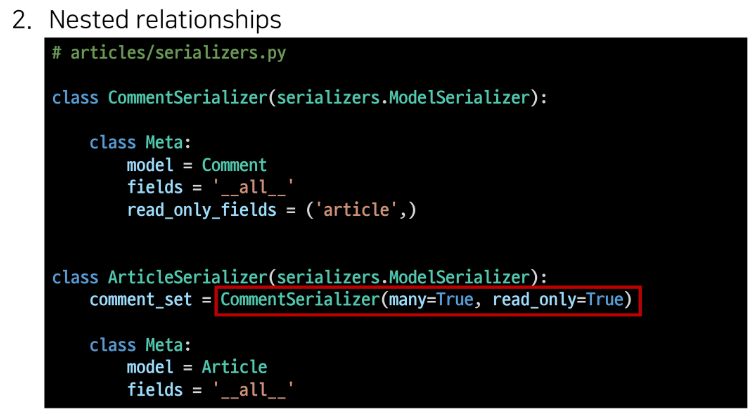 2. Nested relationships
# articles/serializers.py
class CommentSerializer(serializers.ModelSerializer):
class Meta:
model = Comment
fields = '__all__'
read_only_fields = ('article',)
class ArticleSerializer(serializers.ModelSerializer):
comment_set = CommentSerializer(many=True, read_only=True)
class Meta:
model = Article
fields = '__all__'